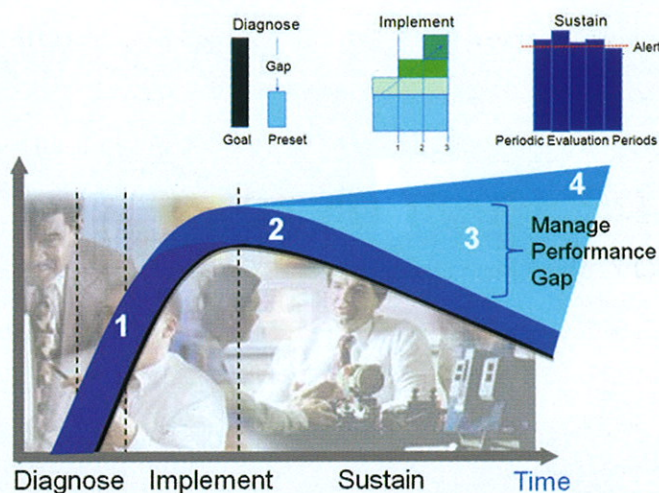 Diagnose
Gap
Goal
Preset
Implement
1 2 3
Sustain
Alert
Periodic Evaluation Periods
1
2
3
4
Manage
Performance
Gap
Diagnose
Implement
Sustain
Time